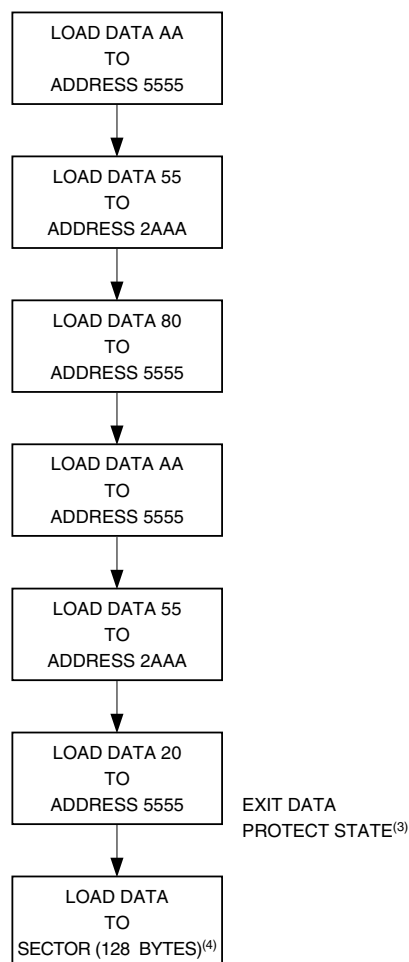 LOAD DATA AA
TO
ADDRESS 5555
LOAD DATA 55
TO
ADDRESS 2AAA
LOAD DATA 80
TO
ADDRESS 5555
LOAD DATA AA
TO
ADDRESS 5555
LOAD DATA 55
TO
ADDRESS 2AAA
LOAD DATA 20
TO
ADDRESS 5555
EXIT DATA
PROTECT STATE(3)
LOAD DATA
TO
SECTOR (128 BYTES)(4)